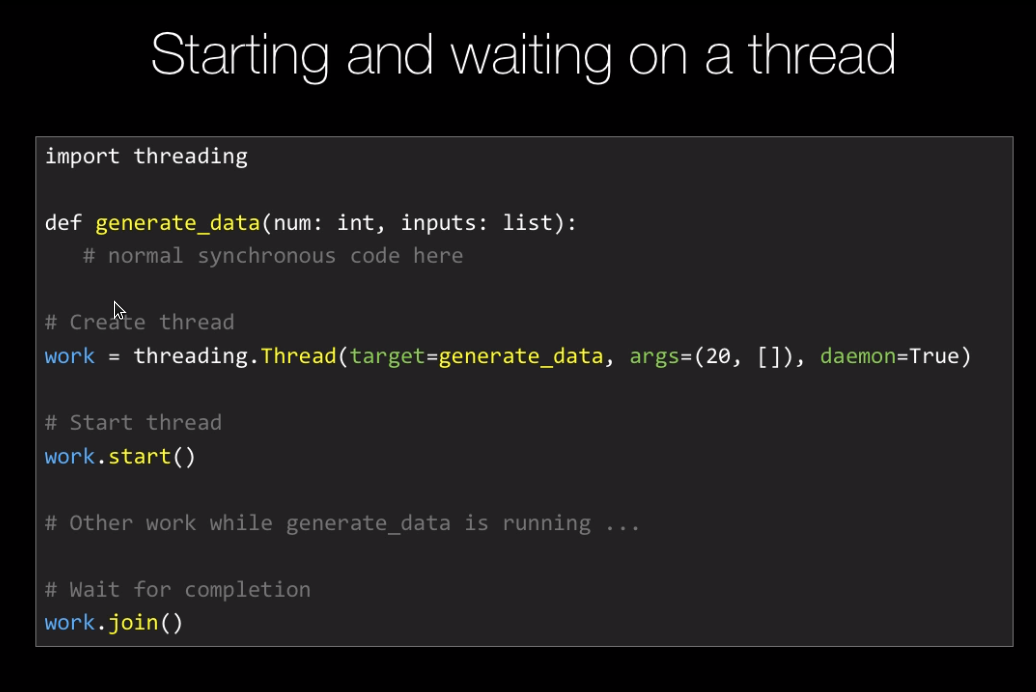 Starting and waiting on a thread
import threading
def generate_data(num: int, inputs: list):
# normal synchronous code here
# Create thread
work = threading.Thread(target=generate_data, args=(20, []), daemon=True)
# Start thread
work.start()
# Other work while generate_data is running ...
# Wait for completion
work.join()